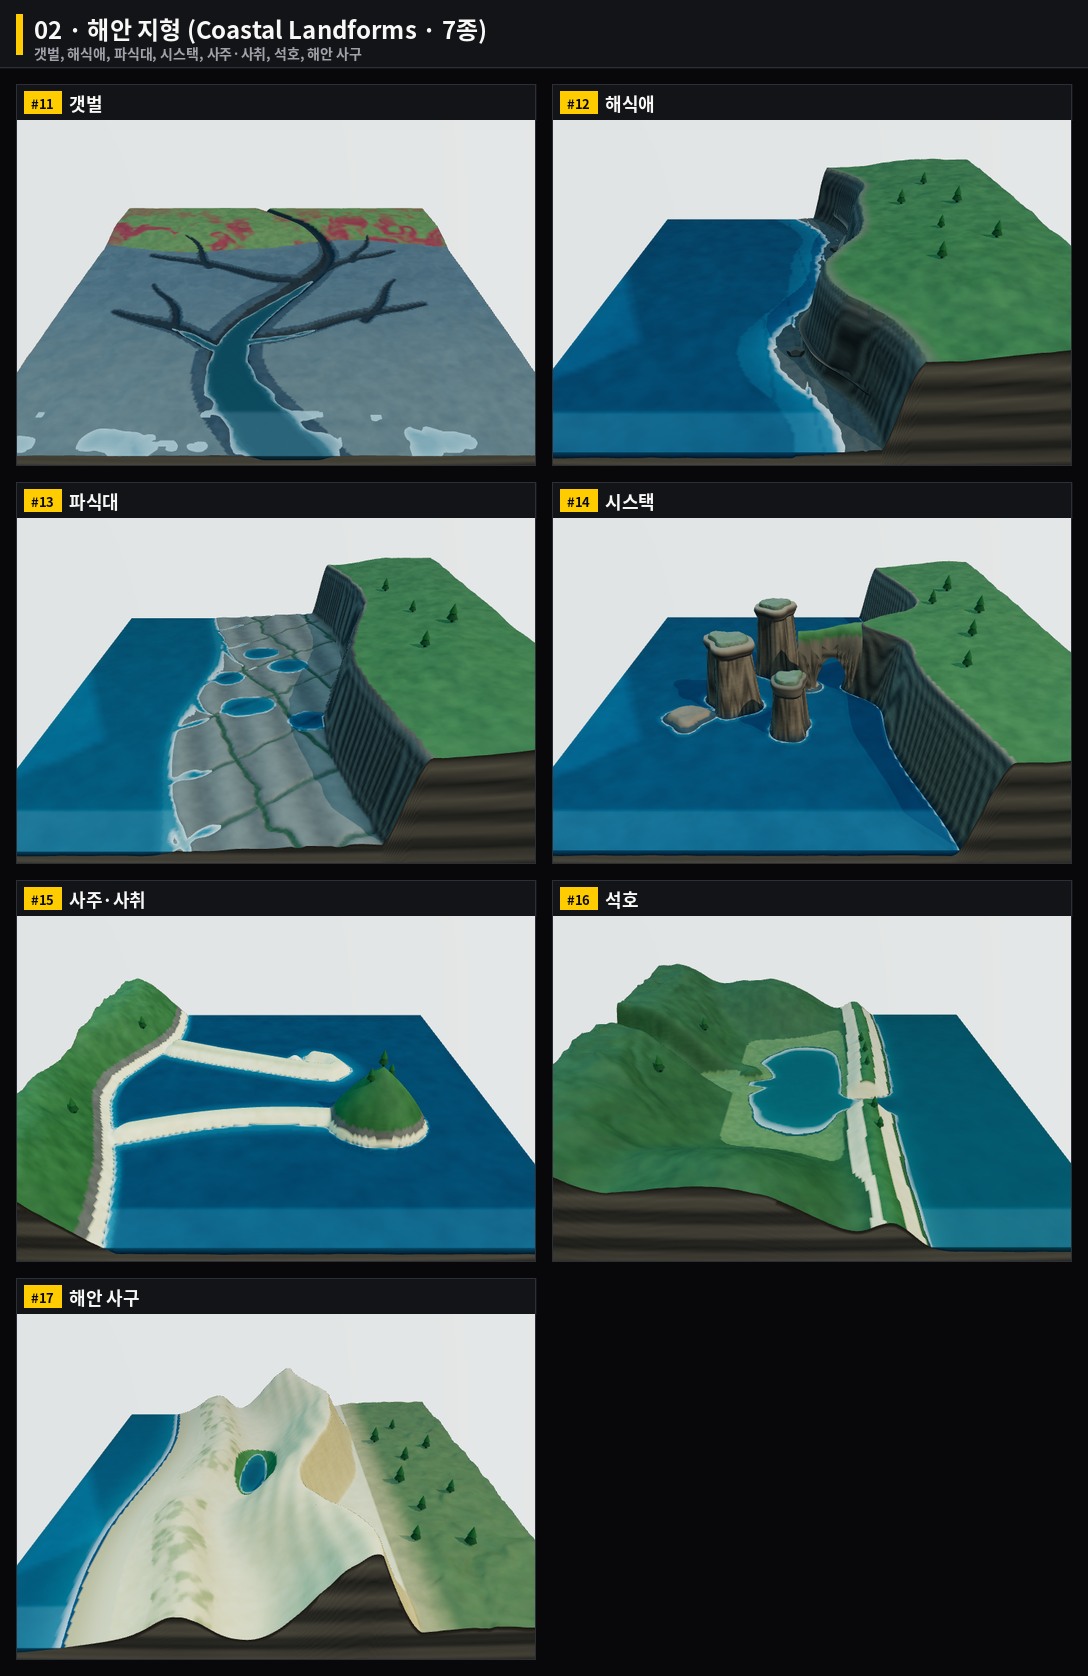 02 · 해안 지형 (Coastal Landforms · 7종)
갯벌, 해식애, 파식대, 시스택, 사주·사취, 석호, 해안 사구
#11 갯벌
#12 해식애
#13 파식대
#14 시스택
#15 사주·사취
#16 석호
#17 해안 사구